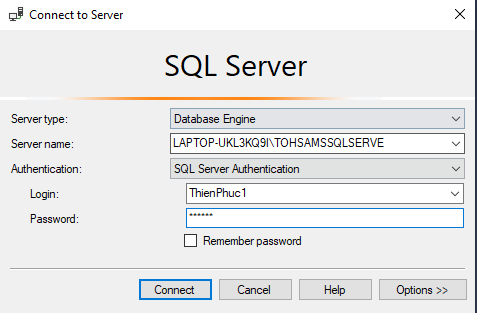 Connect to Server
SQL Server
Server type: Database Engine
Server name: LAPTOP-UKL3KQ9I\TOHSAMSSQLSERVE
Authentication: SQL Server Authentication
Login: ThienPhuc1
Password: ******
Remember password
Connect Cancel Help Options >>